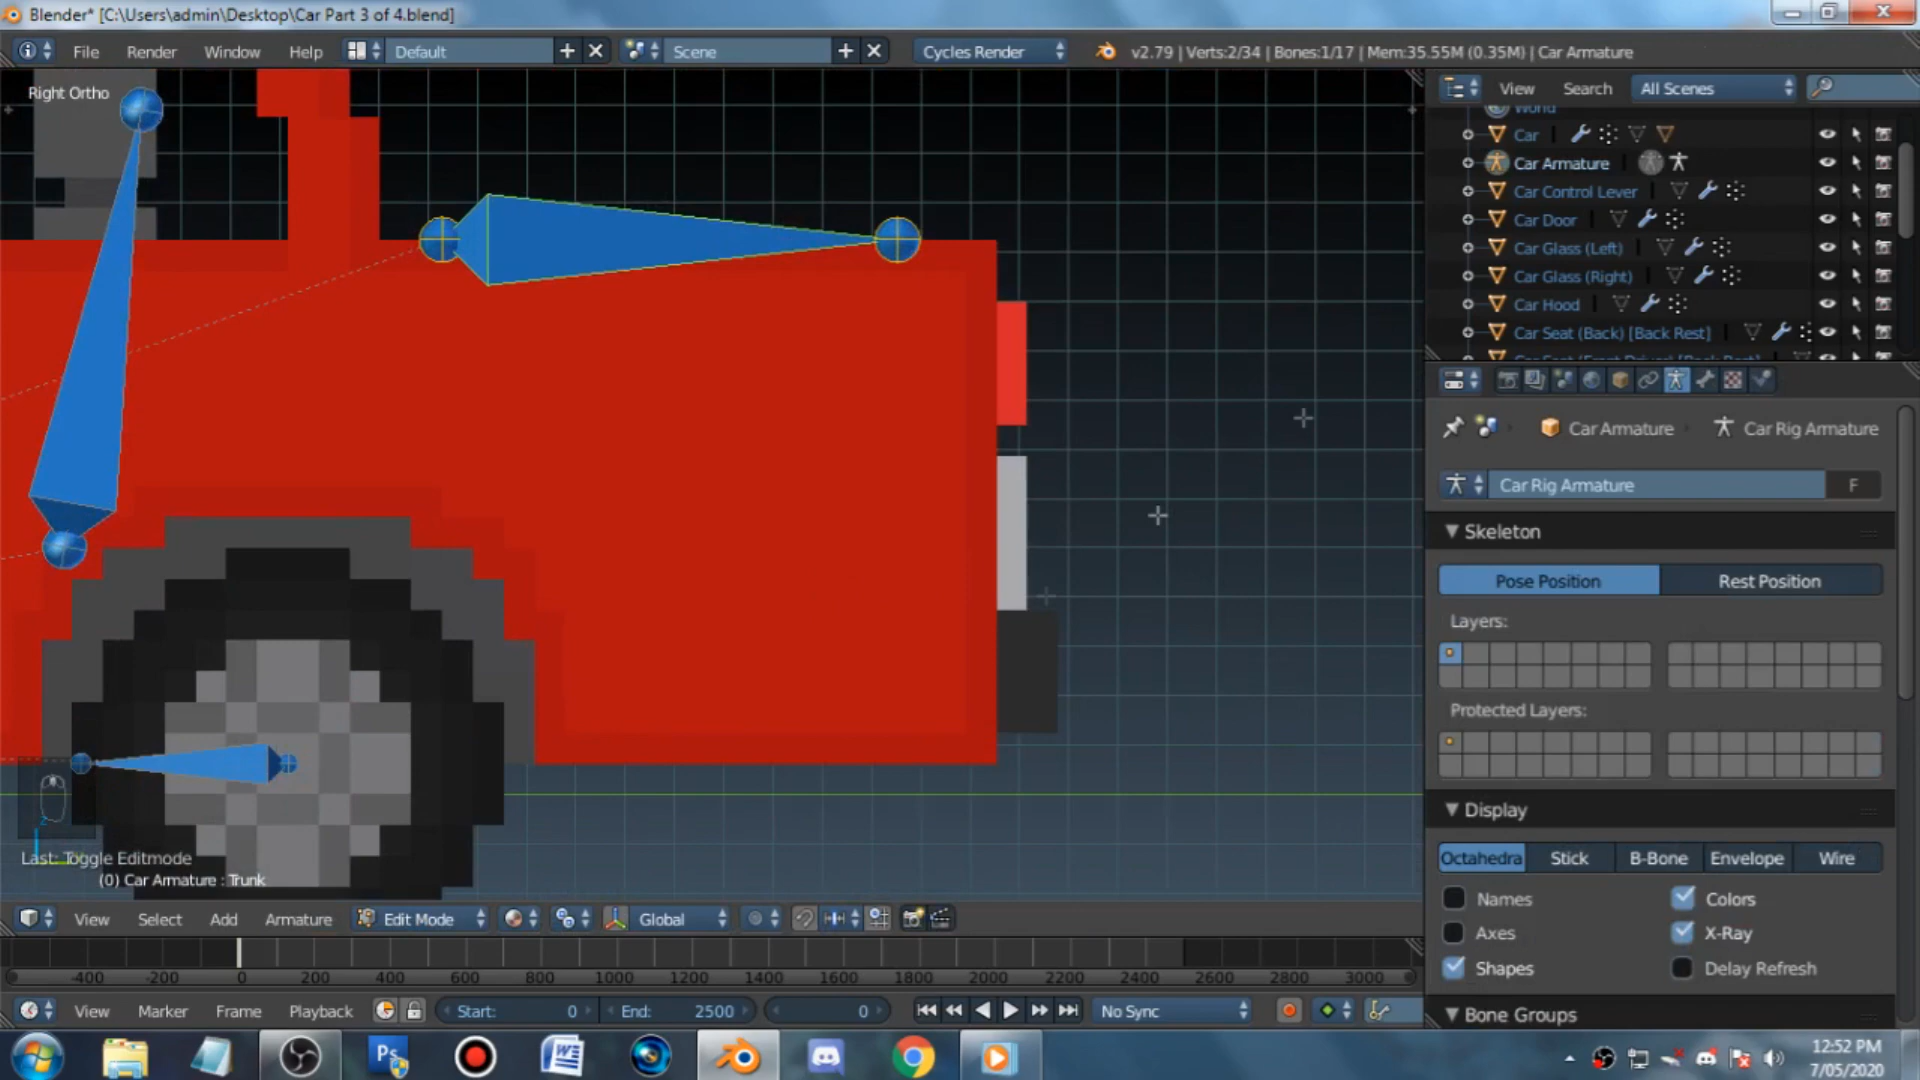 Blender* [C:\Users\admin\Desktop\Car Part 3 of 4.blend]
File Render Window Help Default Scene Cycles Render v2.79 | Verts:2/34 | Bones:1/17 | Mem:35.55M (0.35M) | Car Armature
Right Ortho
View Search All Scenes
World
Car
Car Armature
Car Control Lever
Car Door
Car Glass (Left)
Car Glass (Right)
Car Hood
Car Seat (Back) [Back Rest]
Car Armature Car Rig Armature
Car Rig Armature F
Skeleton
Pose Position Rest Position
Layers:
Protected Layers:
Display
Octahedra Stick B-Bone Envelope Wire
Names Colors
Axes X-Ray
Shapes Delay Refresh
Bone Groups
Last: Toggle Editmode
(0) Car Armature : Trunk
View Select Add Armature Edit Mode Global
-400 -200 0 200 400 600 800 1000 1200 1400 1600 1800 2000 2200 2400 2600 2800 3000
View Marker Frame Playback Start: 0 End: 2500 0 No Sync
Ps W
12:52 PM
7/05/2020